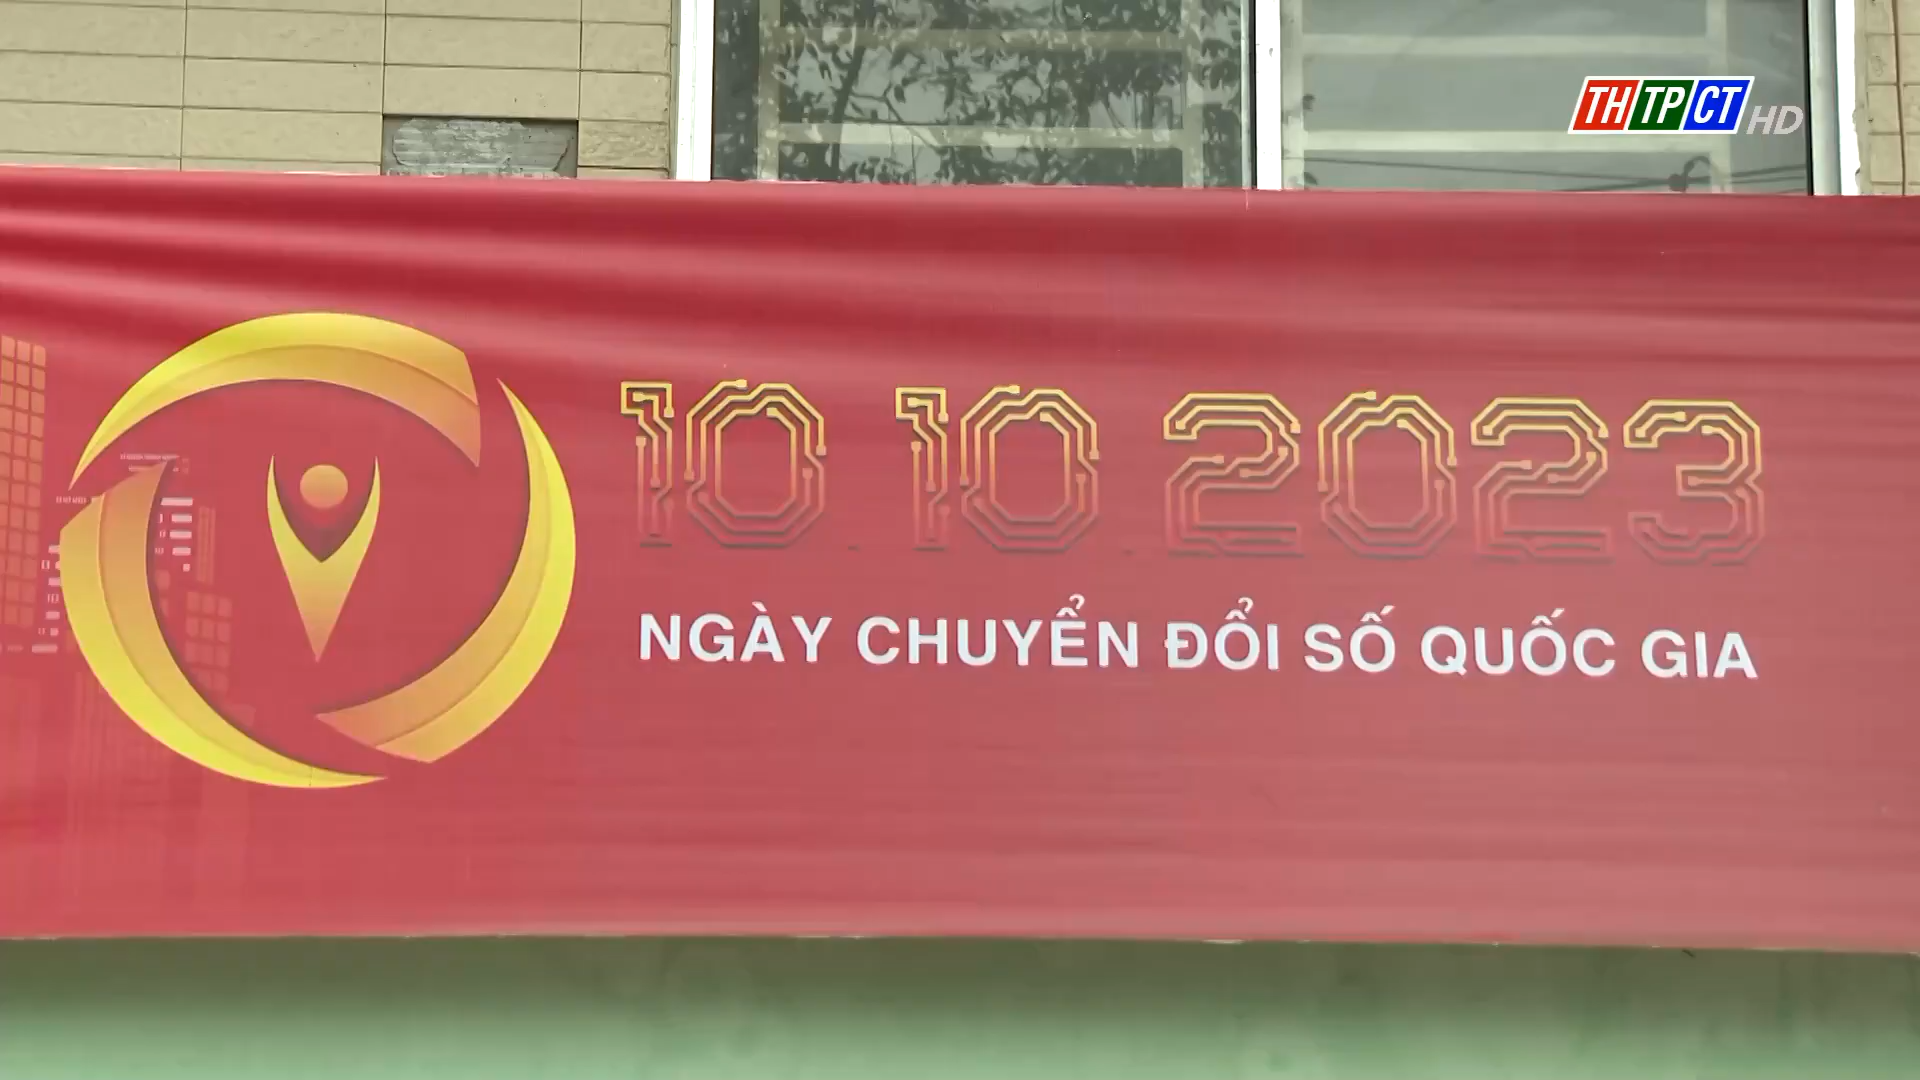 THTPCT HD
10.10.2023
NGÀY CHUYỂN ĐỔI SỐ QUỐC GIA